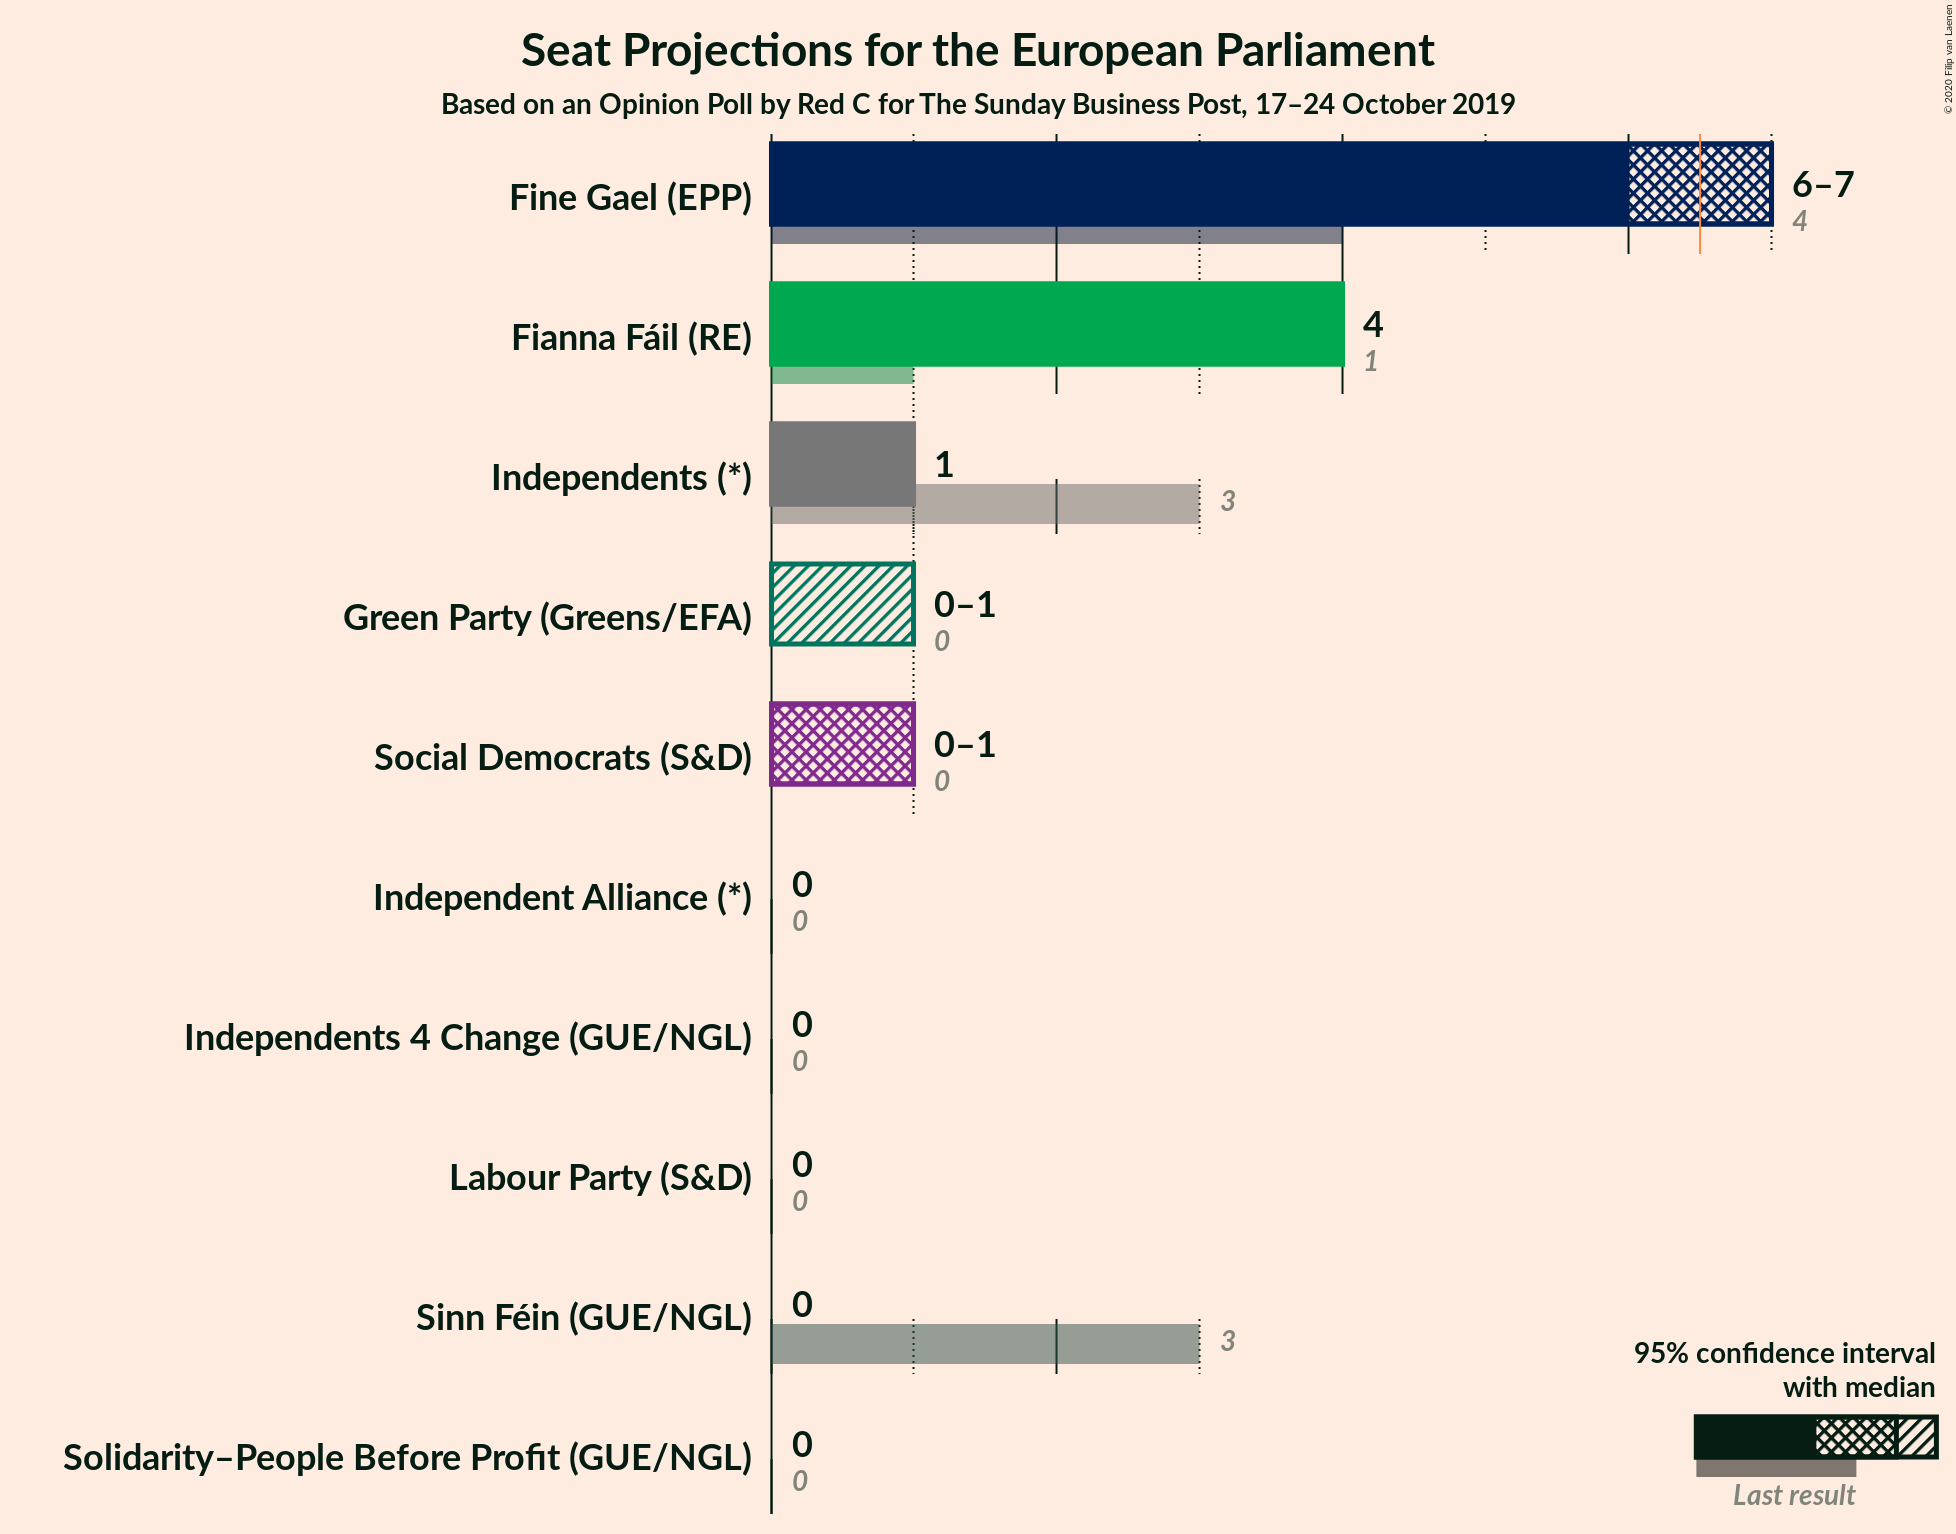 Seat Projections for the European Parliament
Based on an Opinion Poll by Red C for The Sunday Business Post, 17–24 October 2019
© 2020 Filip van Laenen
Fine Gael (EPP)
6–7
4
Fianna Fáil (RE)
4
1
Independents (*)
1
3
Green Party (Greens/EFA)
0–1
0
Social Democrats (S&D)
0–1
0
Independent Alliance (*)
0
0
Independents 4 Change (GUE/NGL)
0
0
Labour Party (S&D)
0
0
Sinn Féin (GUE/NGL)
0
3
Solidarity–People Before Profit (GUE/NGL)
0
0
95% confidence interval
with median
Last result